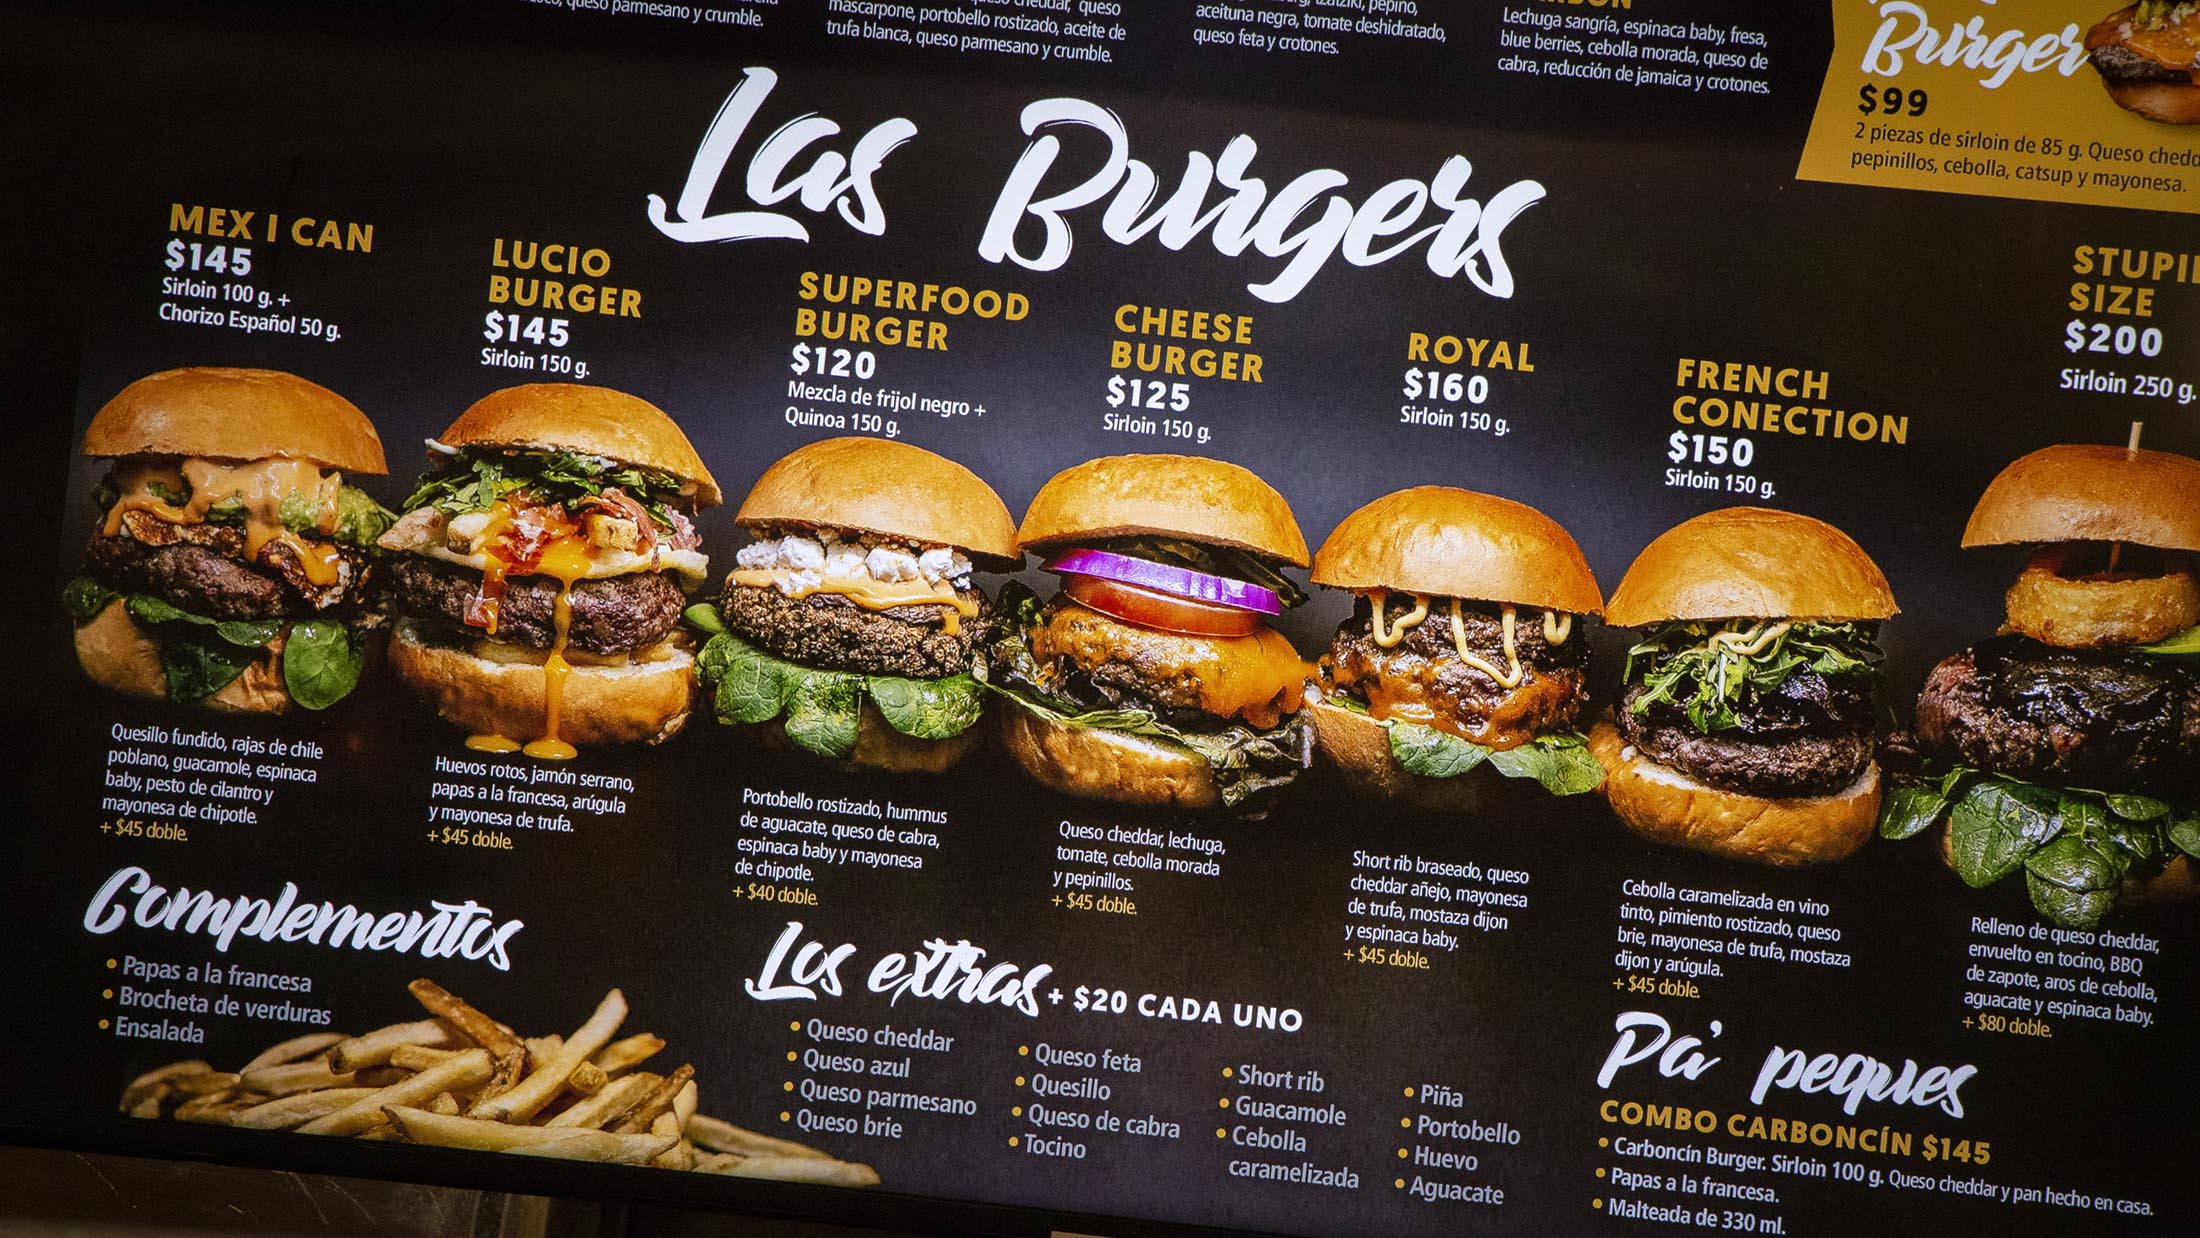 queso parmesano y crumble.
mascarpone, portobello rostizado, aceite de
trufa blanca, queso parmesano y crumble.
pepino,
aceituna negra, tomate deshidratado,
queso feta y crotones.
Lechuga sangría, espinaca baby, fresa,
blue berries, cebolla morada, queso de
cabra, reducción de jamaica y crotones.
Burger
$99
2 piezas de sirloin de 85 g. Queso chedd
pepinillos, cebolla, catsup y mayonesa.
Las Burgers
MEX I CAN
$145
Sirloin 100 g. +
Chorizo Español 50 g.
Quesillo fundido, rajas de chile
poblano, guacamole, espinaca
baby, pesto de cilantro y
mayonesa de chipotle.
+ $45 doble.
LUCIO
BURGER
$145
Sirloin 150 g.
Huevos rotos, jamón serrano,
papas a la francesa, arúgula
y mayonesa de trufa.
+ $45 doble.
SUPERFOOD
BURGER
$120
Mezcla de frijol negro +
Quinoa 150 g.
Portobello rostizado, hummus
de aguacate, queso de cabra,
espinaca baby y mayonesa
de chipotle.
+ $40 doble.
CHEESE
BURGER
$125
Sirloin 150 g.
Queso cheddar, lechuga,
tomate, cebolla morada
y pepinillos.
+ $45 doble.
ROYAL
$160
Sirloin 150 g.
Short rib braseado, queso
cheddar añejo, mayonesa
de trufa, mostaza dijon
y espinaca baby.
+ $45 doble.
FRENCH
CONECTION
$150
Sirloin 150 g.
Cebolla caramelizada en vino
tinto, pimiento rostizado, queso
brie, mayonesa de trufa, mostaza
dijon y arúgula.
+ $45 doble.
STUPI
SIZE
$200
Sirloin 250 g.
Relleno de queso cheddar,
envuelto en tocino, BBQ
de zapote, aros de cebolla,
aguacate y espinaca baby.
+ $80 doble.
Complementos
• Papas a la francesa
• Brocheta de verduras
• Ensalada
Los extras + $20 CADA UNO
• Queso cheddar
• Queso azul
• Queso parmesano
• Queso brie
• Queso feta
• Quesillo
• Queso de cabra
• Tocino
• Short rib
• Guacamole
• Cebolla
caramelizada
• Piña
• Portobello
• Huevo
• Aguacate
Pa' peques
COMBO CARBONCÍN $145
• Carboncín Burger. Sirloin 100 g. Queso cheddar y pan hecho en casa.
• Papas a la francesa.
• Malteada de 330 ml.